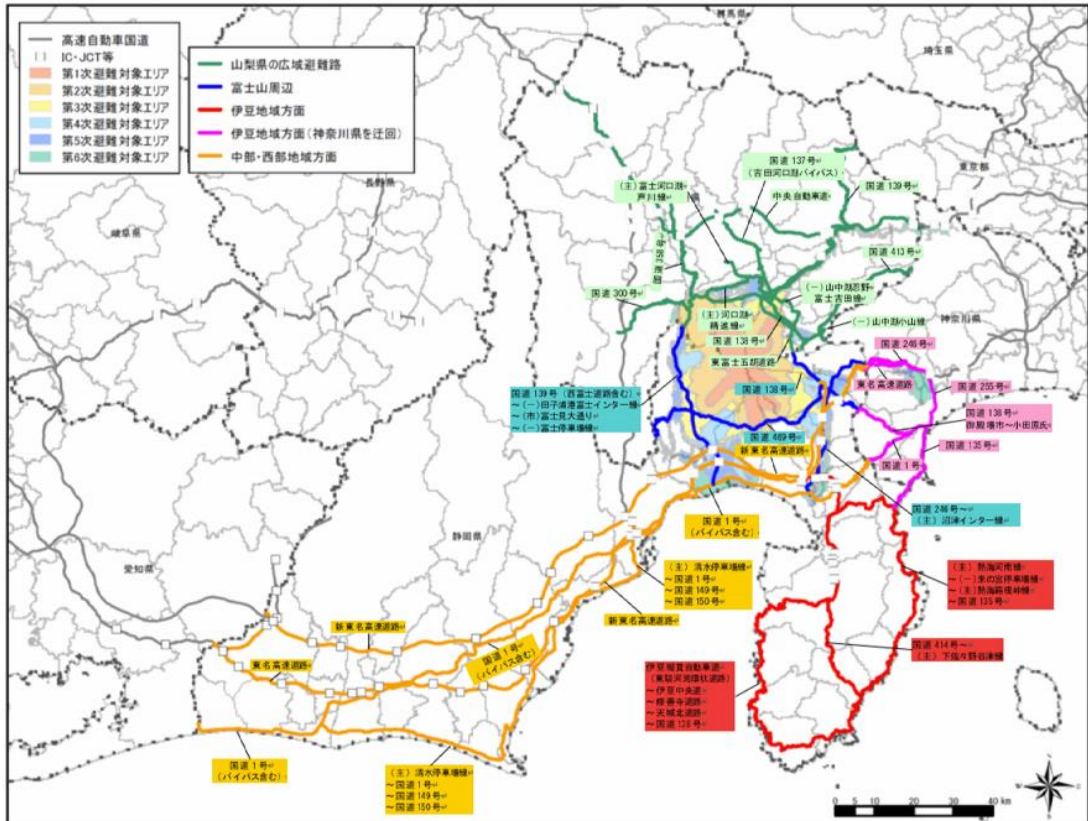 高速自動車国道
IC・JCT等
第1次避難対象エリア
第2次避難対象エリア
第3次避難対象エリア
第4次避難対象エリア
第5次避難対象エリア
第6次避難対象エリア
山梨県の広域避難路
富士山周辺
伊豆地域方面
伊豆地域方面(神奈川県を迂回)
中部・西部地域方面
群馬県
埼玉県
長野県
東京都
岐阜県
神奈川県
静岡県
愛知県
国道 137号
(吉田河口湖バイパス)
(主)富士河口湖
芦川線
中央自動車道
国道 139号
国道 358号
国道 413号
国道 300号
(一)山中湖忍野
富士吉田線
(主)河口湖
精進線
(一)山中湖小山線
国道 138号
東富士五湖道路
国道 246号
東名高速道路
国道 139号(西富士道路含む)
~(一)田子浦港富士インター線
~(市)富士見大通り
~(一)富士停車場線
国道 138号
国道 255号
国道 138号
御殿場市~小田原氏
国道 469号
新東名高速道路
国道 1号
国道 135号
国道 1号
(バイパス含む)
国道 246号~
(主)沼津インター線
(主)清水停車場線
~国道 1号
~国道 149号
~国道 150号
(主)熱海函南線
~(一)来の宮停車場線
~(主)熱海箱根峠線
~国道 135号
新東名高速道路
新東名高速道路
国道 1号
(バイパス含む)
東名高速道路
国道 414号~
(主)下佐ヶ野谷津線
伊豆縦貫自動車道
(東駿河湾環状道路)
~伊豆中央道
~修善寺道路
~天城北道路
~国道 136号
国道 1号
(バイパス含む)
(主)清水停車場線
~国道 1号
~国道 149号
~国道 150号
0 5 10 20 30 40 km